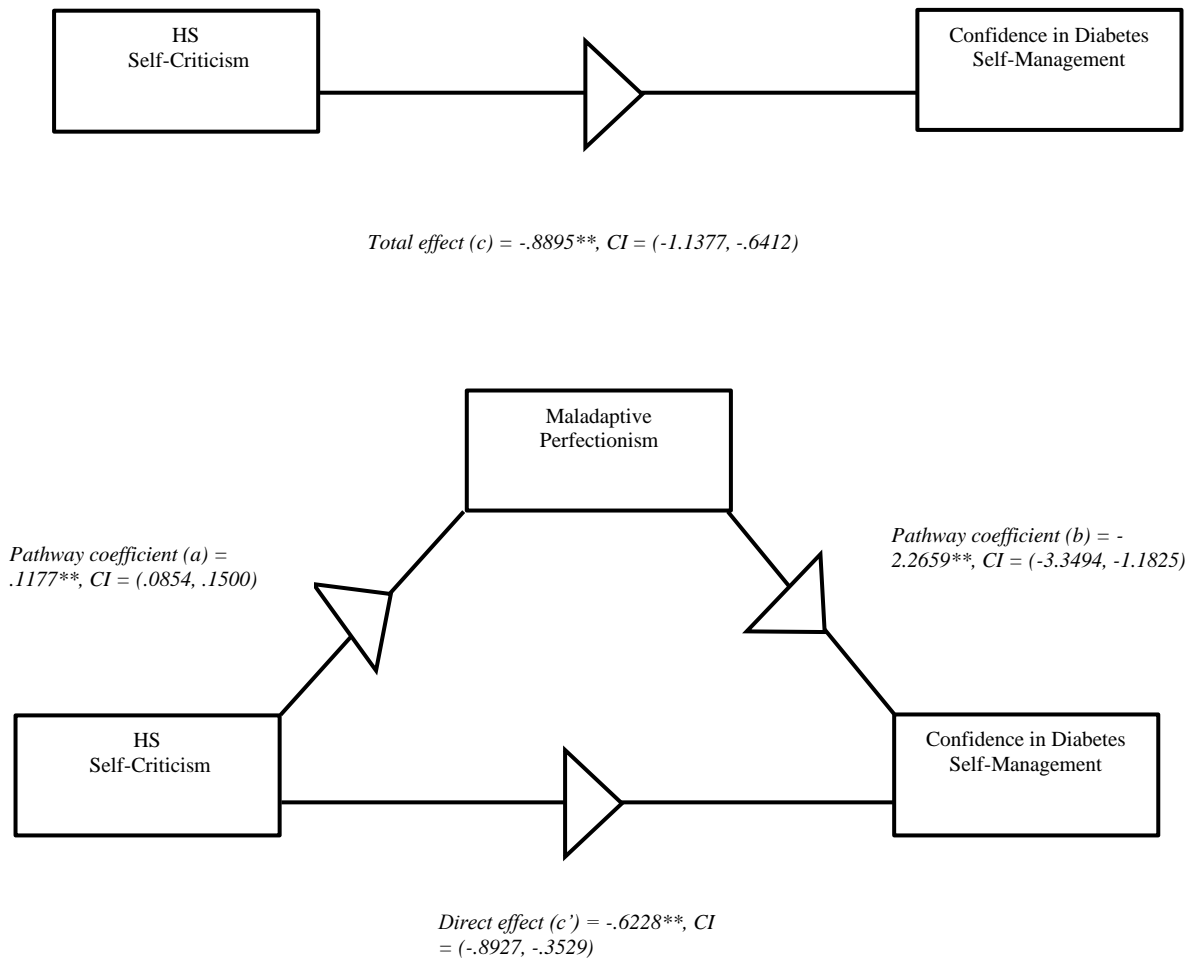 HS
Self-Criticism
Confidence in Diabetes
Self-Management
Total effect (c) = -.8895**, CI = (-1.1377, -.6412)
Maladaptive
Perfectionism
Pathway coefficient (a) =
.1177**, CI = (.0854, .1500)
Pathway coefficient (b) = -
2.2659**, CI = (-3.3494, -1.1825)
HS
Self-Criticism
Confidence in Diabetes
Self-Management
Direct effect (c’) = -.6228**, CI
= (-.8927, -.3529)